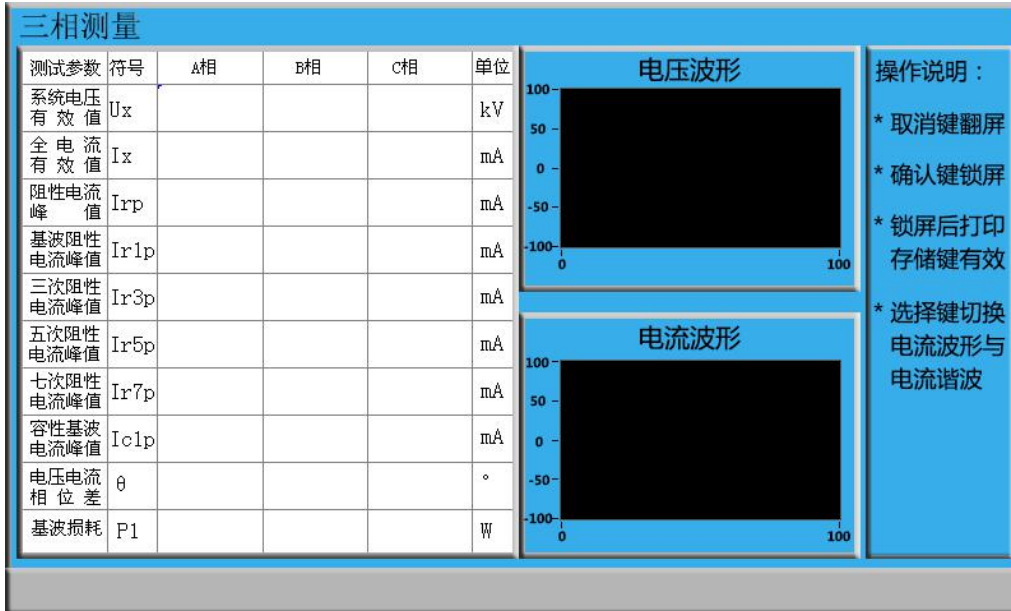 三相测量
测试参数 符号 A相 B相 C相 单位
系统电压
有效值 Ux kV
全电流
有效值 Ix mA
阻性电流
峰值 Irp mA
基波阻性
电流峰值 Ir1p mA
三次阻性
电流峰值 Ir3p mA
五次阻性
电流峰值 Ir5p mA
七次阻性
电流峰值 Ir7p mA
容性基波
电流峰值 Ic1p mA
电压电流
相位差 θ °
基波损耗 P1 W
电压波形
100
50
0
-50
-100
0 100
电流波形
100
50
0
-50
-100
0 100
操作说明：
* 取消键翻屏
* 确认键锁屏
* 锁屏后打印
存储键有效
* 选择键切换
电流波形与
电流谐波